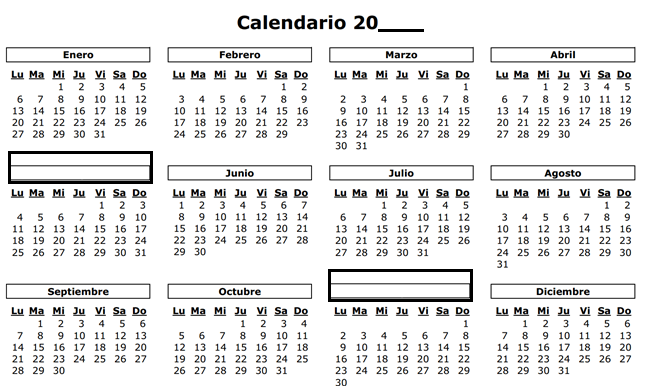 Calendario 20____
Enero
Lu Ma Mi Ju Vi Sa Do
1 2 3 4 5
6 7 8 9 10 11 12
13 14 15 16 17 18 19
20 21 22 23 24 25 26
27 28 29 30 31
Febrero
Lu Ma Mi Ju Vi Sa Do
1 2
3 4 5 6 7 8 9
10 11 12 13 14 15 16
17 18 19 20 21 22 23
24 25 26 27 28 29
Marzo
Lu Ma Mi Ju Vi Sa Do
1
2 3 4 5 6 7 8
9 10 11 12 13 14 15
16 17 18 19 20 21 22
23 24 25 26 27 28 29
30 31
Abril
Lu Ma Mi Ju Vi Sa Do
1 2 3 4 5
6 7 8 9 10 11 12
13 14 15 16 17 18 19
20 21 22 23 24 25 26
27 28 29 30
Lu Ma Mi Ju Vi Sa Do
1 2 3
4 5 6 7 8 9 10
11 12 13 14 15 16 17
18 19 20 21 22 23 24
25 26 27 28 29 30 31
Junio
Lu Ma Mi Ju Vi Sa Do
1 2 3 4 5 6 7
8 9 10 11 12 13 14
15 16 17 18 19 20 21
22 23 24 25 26 27 28
29 30
Julio
Lu Ma Mi Ju Vi Sa Do
1 2 3 4 5
6 7 8 9 10 11 12
13 14 15 16 17 18 19
20 21 22 23 24 25 26
27 28 29 30 31
Agosto
Lu Ma Mi Ju Vi Sa Do
1 2
3 4 5 6 7 8 9
10 11 12 13 14 15 16
17 18 19 20 21 22 23
24 25 26 27 28 29 30
31
Septiembre
Lu Ma Mi Ju Vi Sa Do
1 2 3 4 5 6
7 8 9 10 11 12 13
14 15 16 17 18 19 20
21 22 23 24 25 26 27
28 29 30
Octubre
Lu Ma Mi Ju Vi Sa Do
1 2 3 4
5 6 7 8 9 10 11
12 13 14 15 16 17 18
19 20 21 22 23 24 25
26 27 28 29 30 31
Lu Ma Mi Ju Vi Sa Do
1
2 3 4 5 6 7 8
9 10 11 12 13 14 15
16 17 18 19 20 21 22
23 24 25 26 27 28 29
30
Diciembre
Lu Ma Mi Ju Vi Sa Do
1 2 3 4 5 6
7 8 9 10 11 12 13
14 15 16 17 18 19 20
21 22 23 24 25 26 27
28 29 30 31